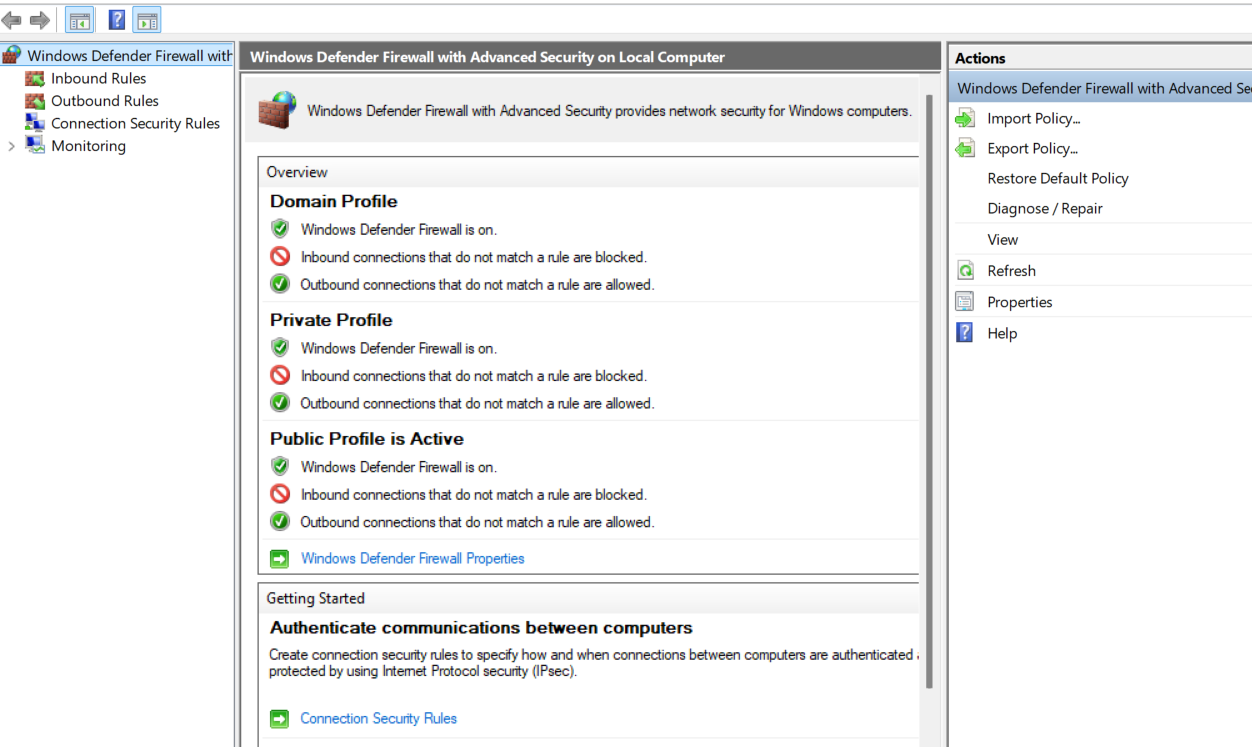 Windows Defender Firewall with
Inbound Rules
Outbound Rules
Connection Security Rules
Monitoring
Windows Defender Firewall with Advanced Security on Local Computer
Windows Defender Firewall with Advanced Security provides network security for Windows computers.
Overview
Domain Profile
Windows Defender Firewall is on.
Inbound connections that do not match a rule are blocked.
Outbound connections that do not match a rule are allowed.
Private Profile
Windows Defender Firewall is on.
Inbound connections that do not match a rule are blocked.
Outbound connections that do not match a rule are allowed.
Public Profile is Active
Windows Defender Firewall is on.
Inbound connections that do not match a rule are blocked.
Outbound connections that do not match a rule are allowed.
Windows Defender Firewall Properties
Getting Started
Authenticate communications between computers
Create connection security rules to specify how and when connections between computers are authenticated
protected by using Internet Protocol security (IPsec).
Connection Security Rules
Actions
Windows Defender Firewall with Advanced Se
Import Policy...
Export Policy...
Restore Default Policy
Diagnose / Repair
View
Refresh
Properties
Help